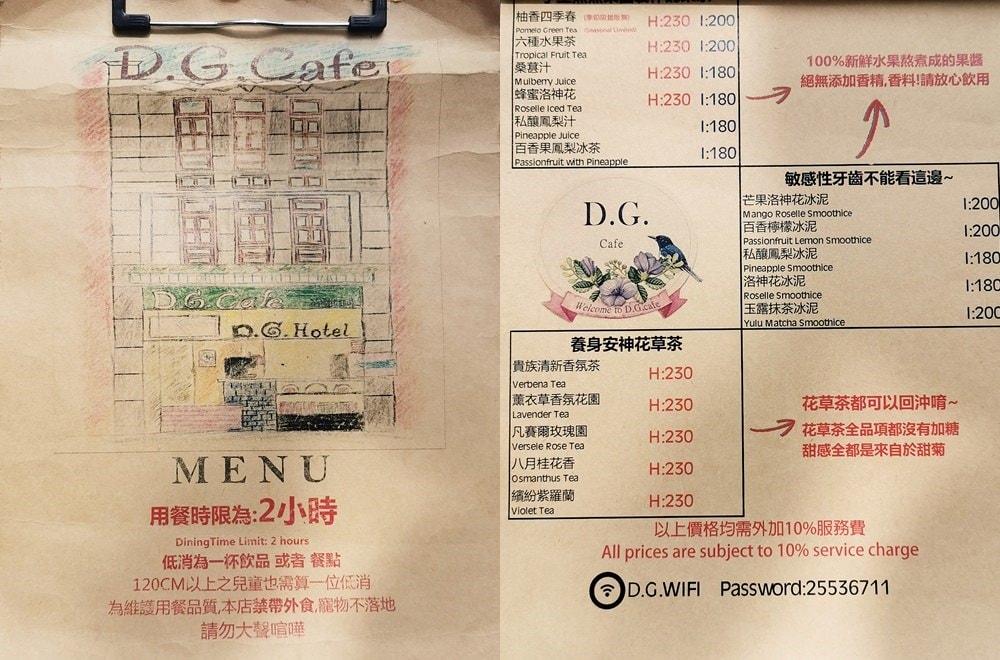 D.G.Cafe
D.G.Cafe
D.G.Hotel
MENU
用餐時限為:2小時
DiningTime Limit: 2 hours
低消為一杯飲品 或者 餐點
120CM以上之兒童也需算一位低消
為維護用餐品質,本店禁帶外食,寵物不落地
請勿大聲喧嘩
柚香四季春 (季節限量販售) H:230 I:200
Pomelo Green Tea (Seasonal Limited)
六種水果茶 H:230 I:200
Tropical Fruit Tea
桑葚汁 H:230 I:180
Mulberry Juice
蜂蜜洛神花 H:230 I:180
Roselle Iced Tea
私釀鳳梨汁 I:180
Pineapple Juice
百香果鳳梨冰茶 I:180
Passionfruit with Pineapple
100%新鮮水果熬煮成的果醬
絕無添加香精,香料!請放心飲用
敏感性牙齒不能看這邊~
芒果洛神花冰泥 I:200
Mango Roselle Smoothice
百香檸檬冰泥 I:200
Passionfruit Lemon Smoothice
私釀鳳梨冰泥 I:180
Pineapple Smoothice
洛神花冰泥 I:180
Roselle Smoothice
玉露抹茶冰泥 I:200
Yulu Matcha Smoothice
D.G.
Cafe
Welcome to D.G.cafe
養身安神花草茶
貴族清新香氛茶 H:230
Verbena Tea
薰衣草香氛花園 H:230
Lavender Tea
凡賽爾玫瑰園 H:230
Versele Rose Tea
八月桂花香 H:230
Osmanthus Tea
繽紛紫羅蘭 H:230
Violet Tea
花草茶都可以回沖唷~
花草茶全品項都沒有加糖
甜感全都是來自於甜菊
以上價格均需外加10%服務費
All prices are subject to 10% service charge
D.G.WIFI Password:25536711